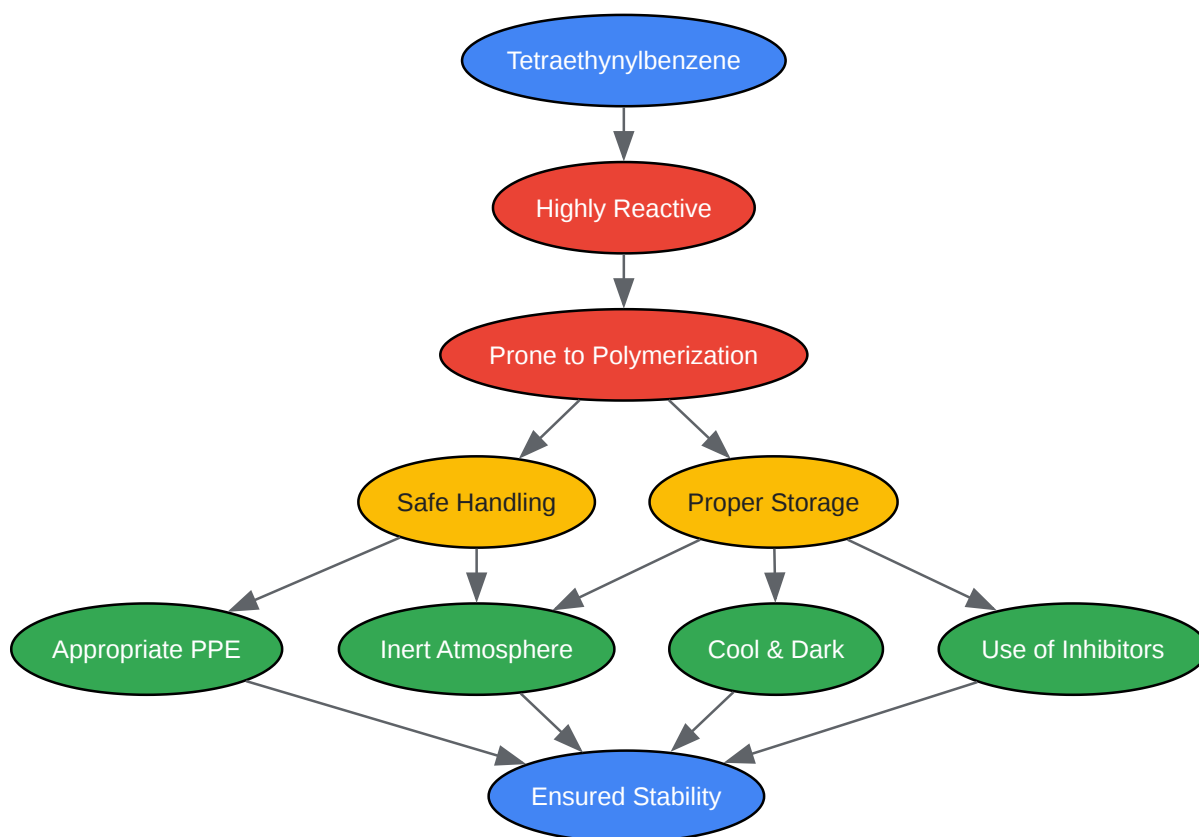 Tetraethynylbenzene
Highly Reactive
Prone to Polymerization
Safe Handling
Proper Storage
Appropriate PPE
Inert Atmosphere
Cool & Dark
Use of Inhibitors
Ensured Stability